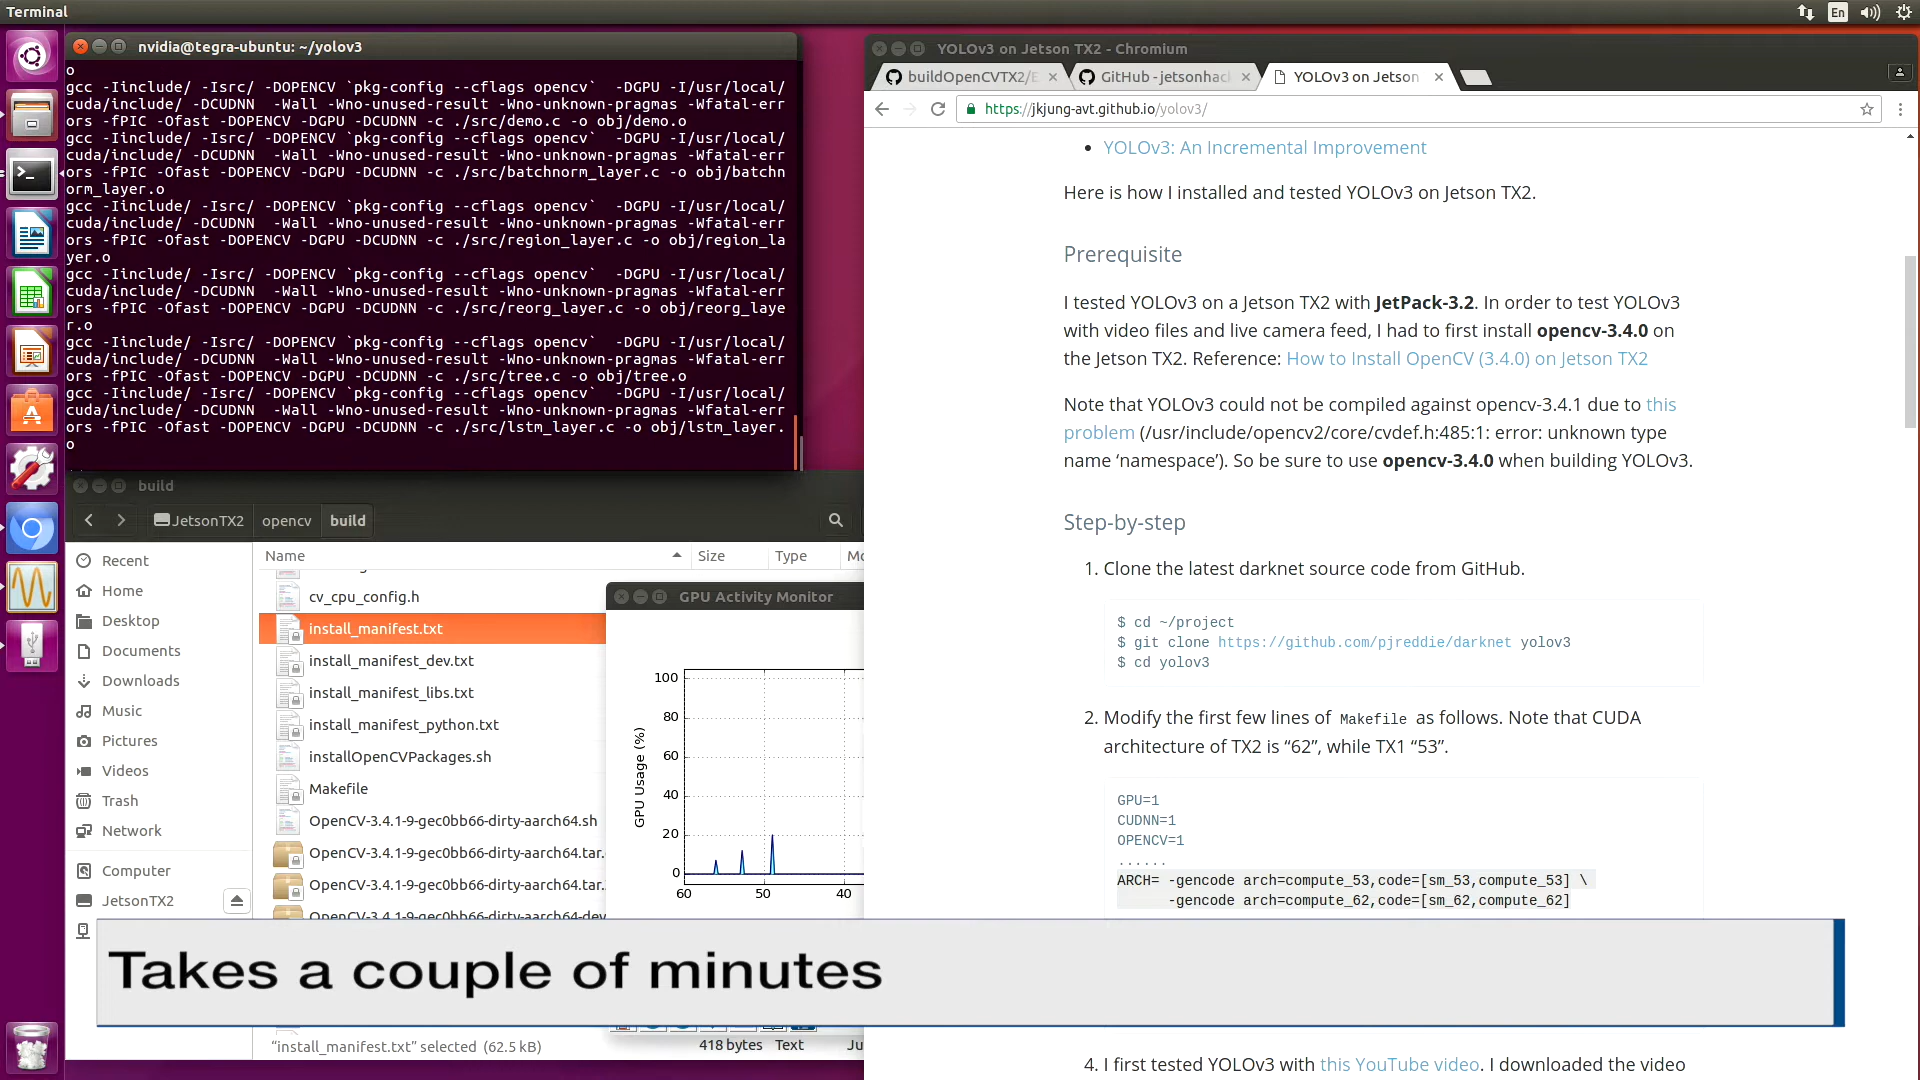 Terminal
En
nvidia@tegra-ubuntu: ~/yolov3
o
gcc -Iinclude/ -Isrc/ -DOPENCV `pkg-config --cflags opencv`  -DGPU -I/usr/local/
cuda/include/ -DCUDNN  -Wall -Wno-unused-result -Wno-unknown-pragmas -Wfatal-err
ors -fPIC -Ofast -DOPENCV -DGPU -DCUDNN -c ./src/demo.c -o obj/demo.o
gcc -Iinclude/ -Isrc/ -DOPENCV `pkg-config --cflags opencv`  -DGPU -I/usr/local/
cuda/include/ -DCUDNN  -Wall -Wno-unused-result -Wno-unknown-pragmas -Wfatal-err
ors -fPIC -Ofast -DOPENCV -DGPU -DCUDNN -c ./src/batchnorm_layer.c -o obj/batchn
orm_layer.o
gcc -Iinclude/ -Isrc/ -DOPENCV `pkg-config --cflags opencv`  -DGPU -I/usr/local/
cuda/include/ -DCUDNN  -Wall -Wno-unused-result -Wno-unknown-pragmas -Wfatal-err
ors -fPIC -Ofast -DOPENCV -DGPU -DCUDNN -c ./src/region_layer.c -o obj/region_la
yer.o
gcc -Iinclude/ -Isrc/ -DOPENCV `pkg-config --cflags opencv`  -DGPU -I/usr/local/
cuda/include/ -DCUDNN  -Wall -Wno-unused-result -Wno-unknown-pragmas -Wfatal-err
ors -fPIC -Ofast -DOPENCV -DGPU -DCUDNN -c ./src/reorg_layer.c -o obj/reorg_laye
r.o
gcc -Iinclude/ -Isrc/ -DOPENCV `pkg-config --cflags opencv`  -DGPU -I/usr/local/
cuda/include/ -DCUDNN  -Wall -Wno-unused-result -Wno-unknown-pragmas -Wfatal-err
ors -fPIC -Ofast -DOPENCV -DGPU -DCUDNN -c ./src/tree.c -o obj/tree.o
gcc -Iinclude/ -Isrc/ -DOPENCV `pkg-config --cflags opencv`  -DGPU -I/usr/local/
cuda/include/ -DCUDNN  -Wall -Wno-unused-result -Wno-unknown-pragmas -Wfatal-err
ors -fPIC -Ofast -DOPENCV -DGPU -DCUDNN -c ./src/lstm_layer.c -o obj/lstm_layer.
o
build
JetsonTX2 opencv build
Recent
Home
Desktop
Documents
Downloads
Music
Pictures
Videos
Trash
Network
Computer
JetsonTX2
Name Size Type Mo
cv_cpu_config.h
install_manifest.txt
install_manifest_dev.txt
install_manifest_libs.txt
install_manifest_python.txt
installOpenCVPackages.sh
Makefile
OpenCV-3.4.1-9-gec0bb66-dirty-aarch64.sh
OpenCV-3.4.1-9-gec0bb66-dirty-aarch64.tar.
OpenCV-3.4.1-9-gec0bb66-dirty-aarch64.tar.
OpenCV-3.4.1-9-gec0bb66-dirty-aarch64-dev
GPU Activity Monitor
GPU Usage (%)
100
80
60
40
20
0
60 50 40
"install_manifest.txt" selected (62.5 kB)
418 bytes Text Ju
YOLOv3 on Jetson TX2 - Chromium
buildOpenCVTX2/E
GitHub - jetsonhac
YOLOv3 on Jetson
https://jkjung-avt.github.io/yolov3/
• YOLOv3: An Incremental Improvement
Here is how I installed and tested YOLOv3 on Jetson TX2.
Prerequisite
I tested YOLOv3 on a Jetson TX2 with JetPack-3.2. In order to test YOLOv3
with video files and live camera feed, I had to first install opencv-3.4.0 on
the Jetson TX2. Reference: How to Install OpenCV (3.4.0) on Jetson TX2
Note that YOLOv3 could not be compiled against opencv-3.4.1 due to this
problem (/usr/include/opencv2/core/cvdef.h:485:1: error: unknown type
name ‘namespace’). So be sure to use opencv-3.4.0 when building YOLOv3.
Step-by-step
1. Clone the latest darknet source code from GitHub.
$ cd ~/project
$ git clone https://github.com/pjreddie/darknet yolov3
$ cd yolov3
2. Modify the first few lines of Makefile as follows. Note that CUDA
architecture of TX2 is “62”, while TX1 “53”.
GPU=1
CUDNN=1
OPENCV=1
......
ARCH= -gencode arch=compute_53,code=[sm_53,compute_53] \
-gencode arch=compute_62,code=[sm_62,compute_62]
4. I first tested YOLOv3 with this YouTube video. I downloaded the video
Takes a couple of minutes